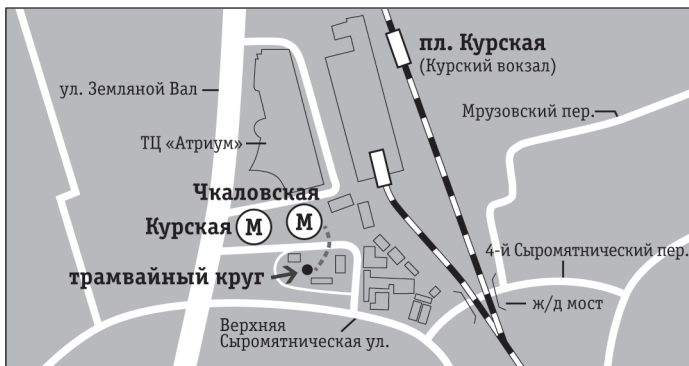 пл. Курская
(Курский вокзал)
ул. Земляной Вал
Мрузовский пер.
ТЦ «Атриум»
Чкаловская
М
Курская М
4-й Сыромятнический пер.
трамвайный круг
ж/д мост
Верхняя
Сыромятническая ул.